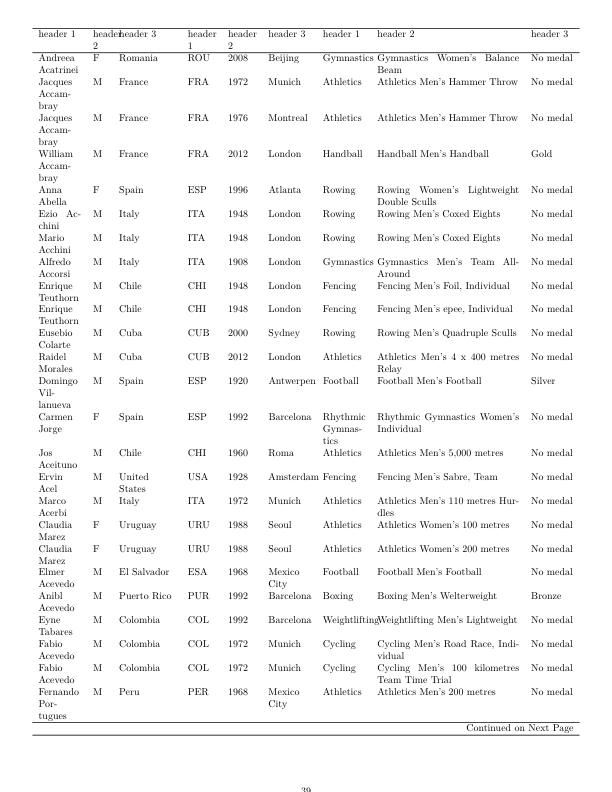 header 1 header 2 header 3 header 1 header 2 header 3 header 1 header 2 header 3
Andreea Acatrinei F Romania ROU 2008 Beijing Gymnastics Gymnastics Women's Balance Beam No medal
Jacques Accam-bray M France FRA 1972 Munich Athletics Athletics Men's Hammer Throw No medal
Jacques Accam-bray M France FRA 1976 Montreal Athletics Athletics Men's Hammer Throw No medal
William Accam-bray M France FRA 2012 London Handball Handball Men's Handball Gold
Anna Abella F Spain ESP 1996 Atlanta Rowing Rowing Women's Lightweight Double Sculls No medal
Ezio Ac-chini M Italy ITA 1948 London Rowing Rowing Men's Coxed Eights No medal
Mario Acchini M Italy ITA 1948 London Rowing Rowing Men's Coxed Eights No medal
Alfredo Accorsi M Italy ITA 1908 London Gymnastics Gymnastics Men's Team All-Around No medal
Enrique Teuthorn M Chile CHI 1948 London Fencing Fencing Men's Foil, Individual No medal
Enrique Teuthorn M Chile CHI 1948 London Fencing Fencing Men's epee, Individual No medal
Eusebio Colarte M Cuba CUB 2000 Sydney Rowing Rowing Men's Quadruple Sculls No medal
Raidel Morales M Cuba CUB 2012 London Athletics Athletics Men's 4 x 400 metres Relay No medal
Domingo Vil-lanueva M Spain ESP 1920 Antwerpen Football Football Men's Football Silver
Carmen Jorge F Spain ESP 1992 Barcelona Rhythmic Gymnas-tics Rhythmic Gymnastics Women's Individual No medal
Jos Aceituno M Chile CHI 1960 Roma Athletics Athletics Men's 5,000 metres No medal
Ervin Acel M United States USA 1928 Amsterdam Fencing Fencing Men's Sabre, Team No medal
Marco Acerbi M Italy ITA 1972 Munich Athletics Athletics Men's 110 metres Hur-dles No medal
Claudia Marez F Uruguay URU 1988 Seoul Athletics Athletics Women's 100 metres No medal
Claudia Marez F Uruguay URU 1988 Seoul Athletics Athletics Women's 200 metres No medal
Elmer Acevedo M El Salvador ESA 1968 Mexico City Football Football Men's Football No medal
Anibl Acevedo M Puerto Rico PUR 1992 Barcelona Boxing Boxing Men's Welterweight Bronze
Eyne Tabares M Colombia COL 1992 Barcelona Weightlifting Weightlifting Men's Lightweight No medal
Fabio Acevedo M Colombia COL 1972 Munich Cycling Cycling Men's Road Race, Indi-vidual No medal
Fabio Acevedo M Colombia COL 1972 Munich Cycling Cycling Men's 100 kilometres Team Time Trial No medal
Fernando Por-tugues M Peru PER 1968 Mexico City Athletics Athletics Men's 200 metres No medal
Continued on Next Page
39